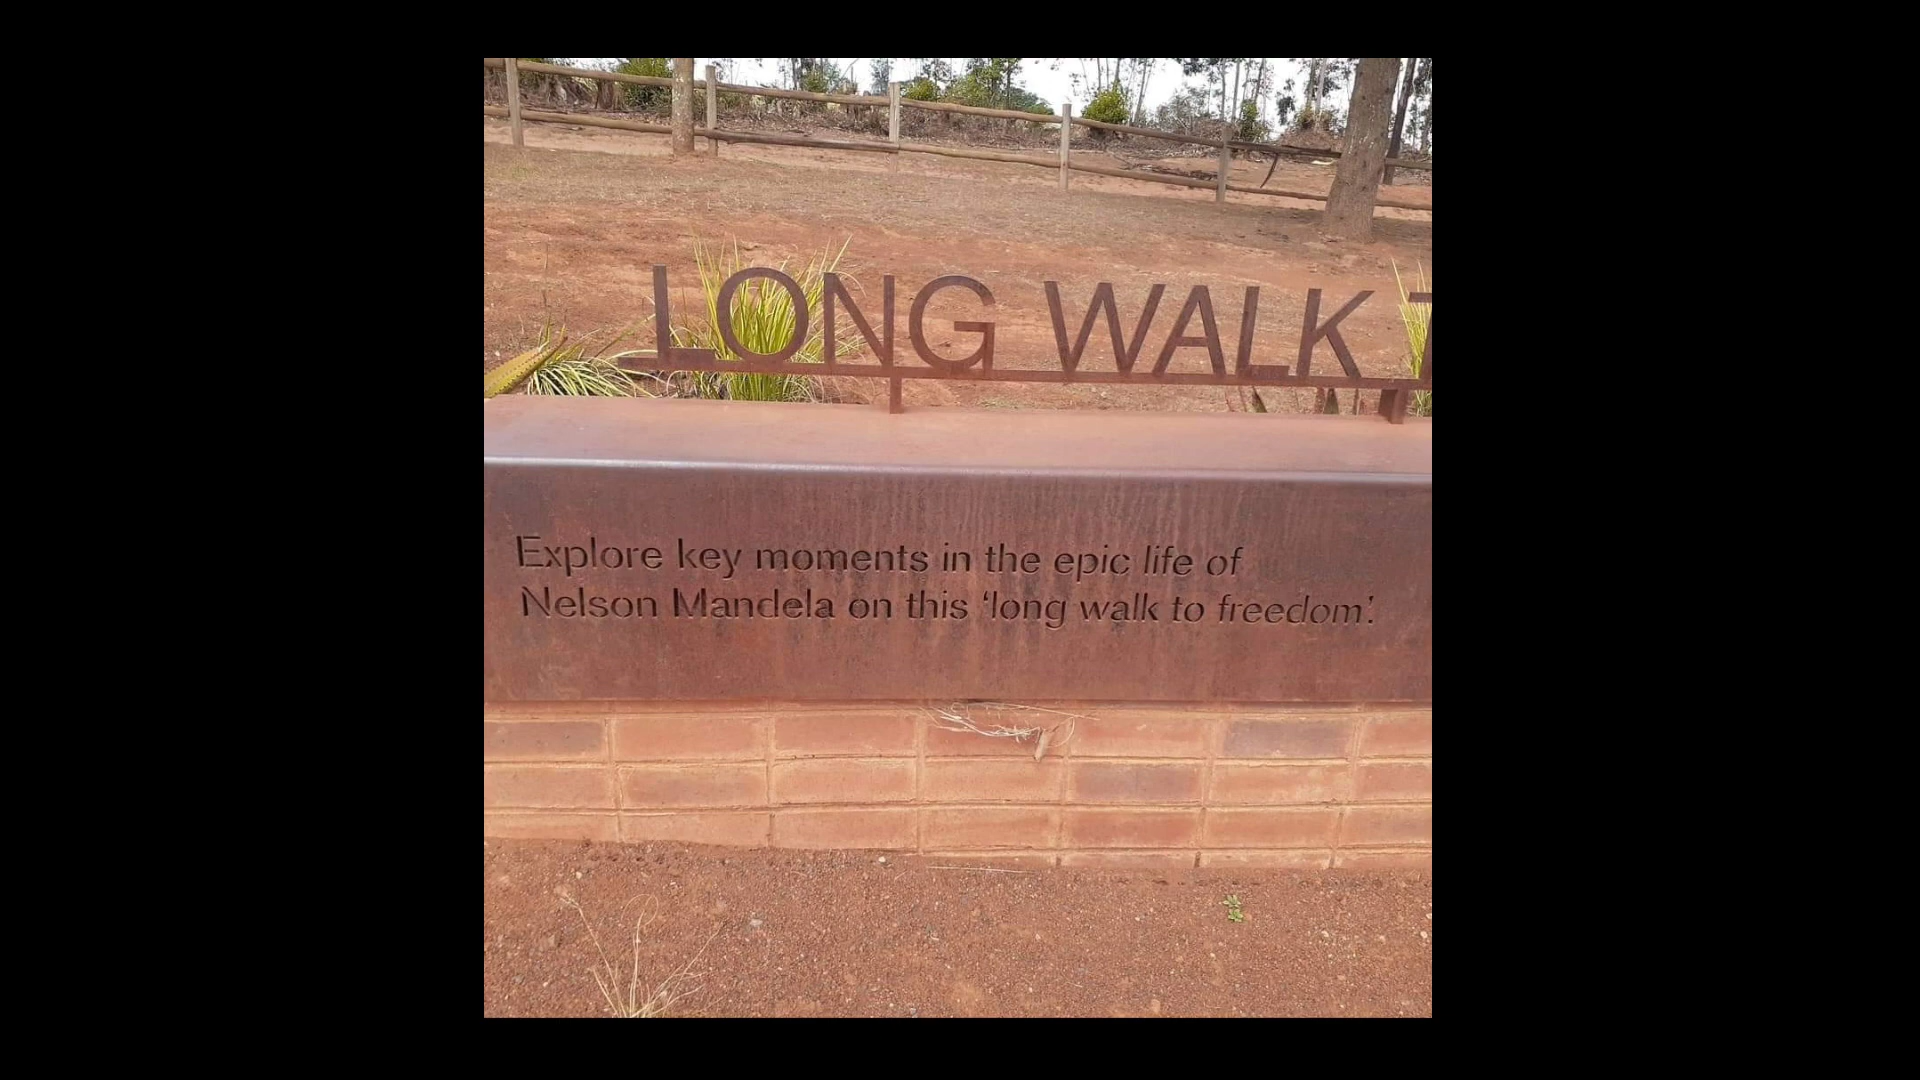 LONG WALK T
Explore key moments in the epic life of
Nelson Mandela on this ‘long walk to freedom’.